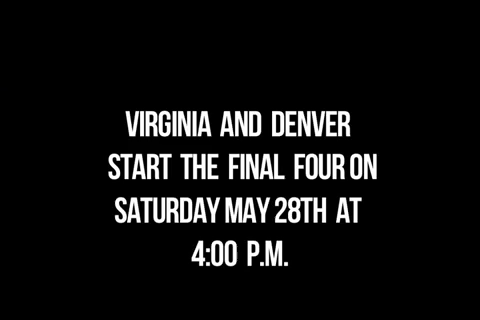 VIRGINIA AND DENVER
START THE FINAL FOUR ON
SATURDAY MAY 28TH AT
4:00 P.M.